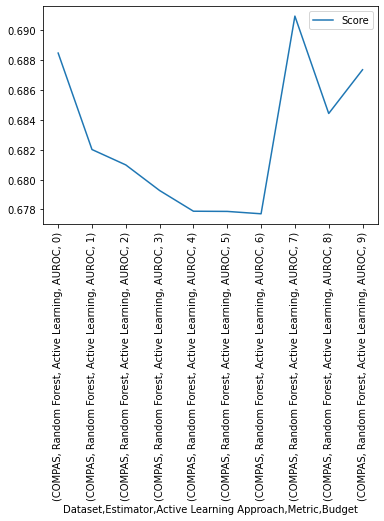 Score
0.690
0.688
0.686
0.684
0.682
0.680
0.678
(COMPAS, Random Forest, Active Learning, AUROC, 0)
(COMPAS, Random Forest, Active Learning, AUROC, 1)
(COMPAS, Random Forest, Active Learning, AUROC, 2)
(COMPAS, Random Forest, Active Learning, AUROC, 3)
(COMPAS, Random Forest, Active Learning, AUROC, 4)
(COMPAS, Random Forest, Active Learning, AUROC, 5)
(COMPAS, Random Forest, Active Learning, AUROC, 6)
(COMPAS, Random Forest, Active Learning, AUROC, 7)
(COMPAS, Random Forest, Active Learning, AUROC, 8)
(COMPAS, Random Forest, Active Learning, AUROC, 9)
Dataset,Estimator,Active Learning Approach,Metric,Budget